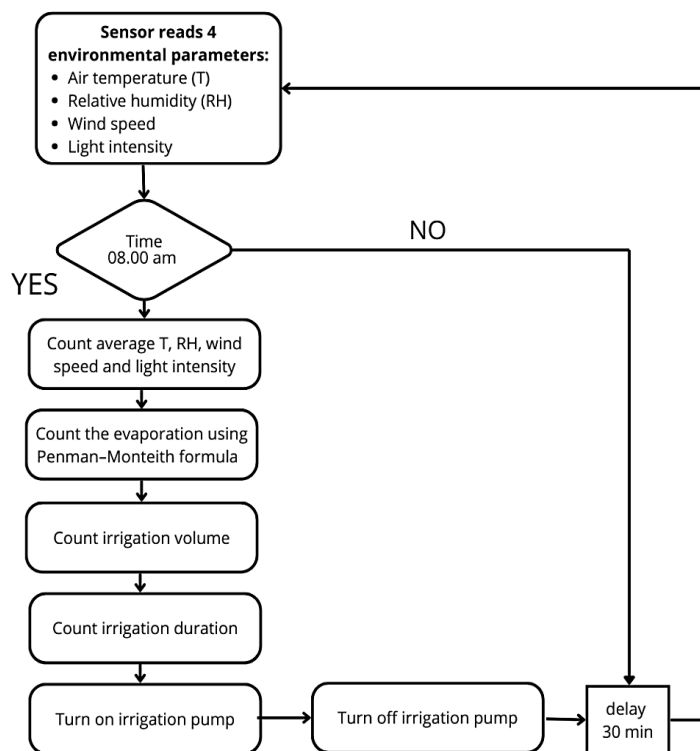 Sensor reads 4
environmental parameters:
• Air temperature (T)
• Relative humidity (RH)
• Wind speed
• Light intensity
Time
08.00 am
NO
YES
Count average T, RH, wind
speed and light intensity
Count the evaporation using
Penman–Monteith formula
Count irrigation volume
Count irrigation duration
Turn on irrigation pump
Turn off irrigation pump
delay
30 min